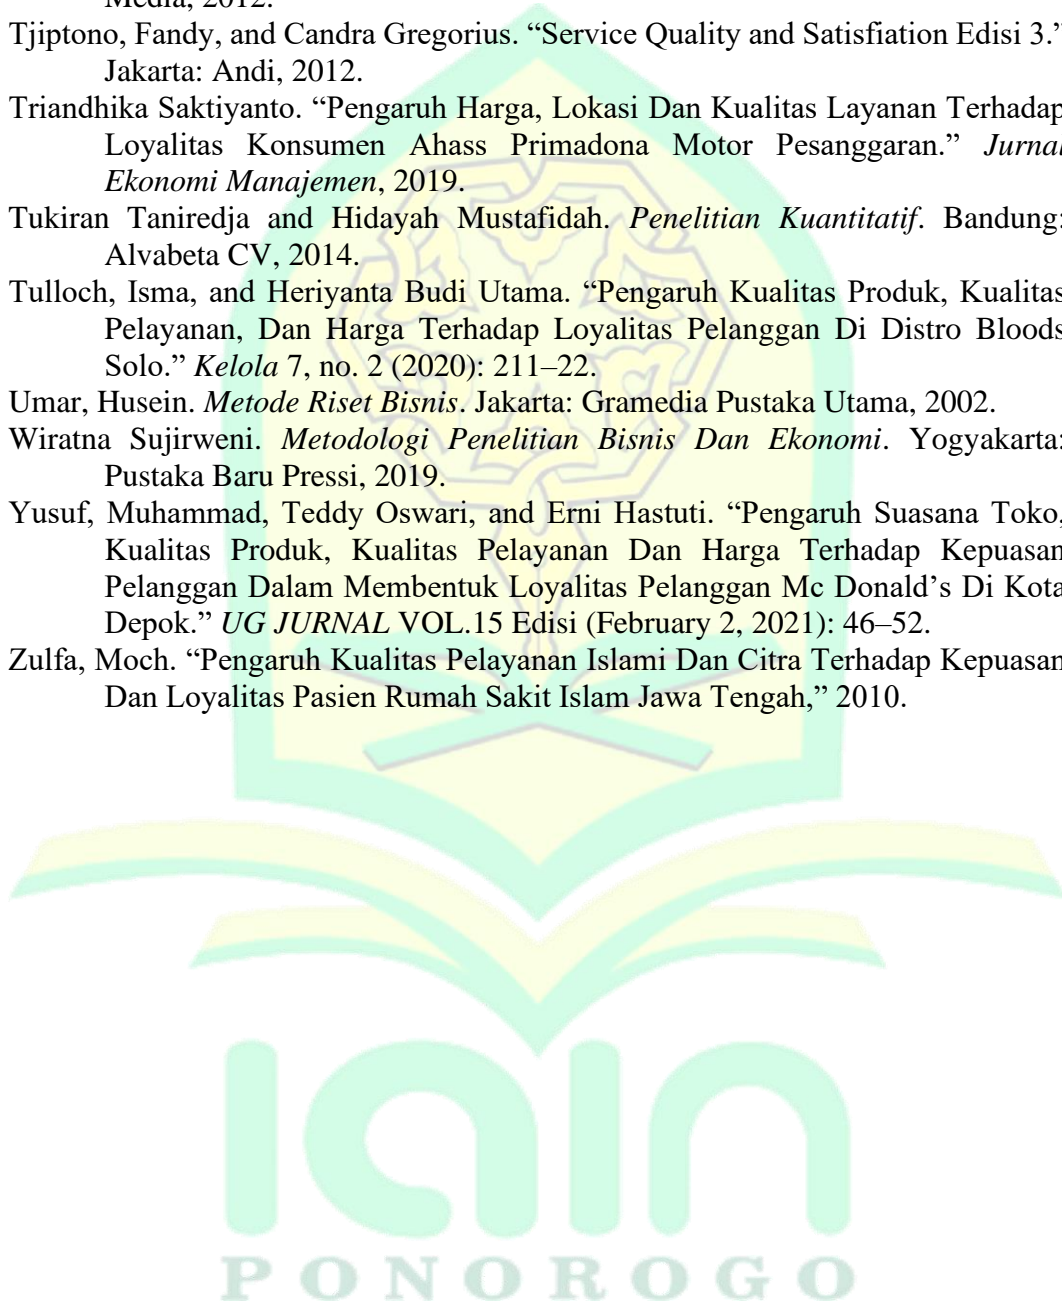 Media, 2012.
Tjiptono, Fandy, and Candra Gregorius. “Service Quality and Satisfiation Edisi 3.”
Jakarta: Andi, 2012.
Triandhika Saktiyanto. “Pengaruh Harga, Lokasi Dan Kualitas Layanan Terhadap
Loyalitas Konsumen Ahass Primadona Motor Pesanggaran.” Jurnal
Ekonomi Manajemen, 2019.
Tukiran Taniredja and Hidayah Mustafidah. Penelitian Kuantitatif. Bandung:
Alvabeta CV, 2014.
Tulloch, Isma, and Heriyanta Budi Utama. “Pengaruh Kualitas Produk, Kualitas
Pelayanan, Dan Harga Terhadap Loyalitas Pelanggan Di Distro Bloods
Solo.” Kelola 7, no. 2 (2020): 211–22.
Umar, Husein. Metode Riset Bisnis. Jakarta: Gramedia Pustaka Utama, 2002.
Wiratna Sujirweni. Metodologi Penelitian Bisnis Dan Ekonomi. Yogyakarta:
Pustaka Baru Pressi, 2019.
Yusuf, Muhammad, Teddy Oswari, and Erni Hastuti. “Pengaruh Suasana Toko,
Kualitas Produk, Kualitas Pelayanan Dan Harga Terhadap Kepuasan
Pelanggan Dalam Membentuk Loyalitas Pelanggan Mc Donald’s Di Kota
Depok.” UG JURNAL VOL.15 Edisi (February 2, 2021): 46–52.
Zulfa, Moch. “Pengaruh Kualitas Pelayanan Islami Dan Citra Terhadap Kepuasan
Dan Loyalitas Pasien Rumah Sakit Islam Jawa Tengah,” 2010.
iain
PONOROGO